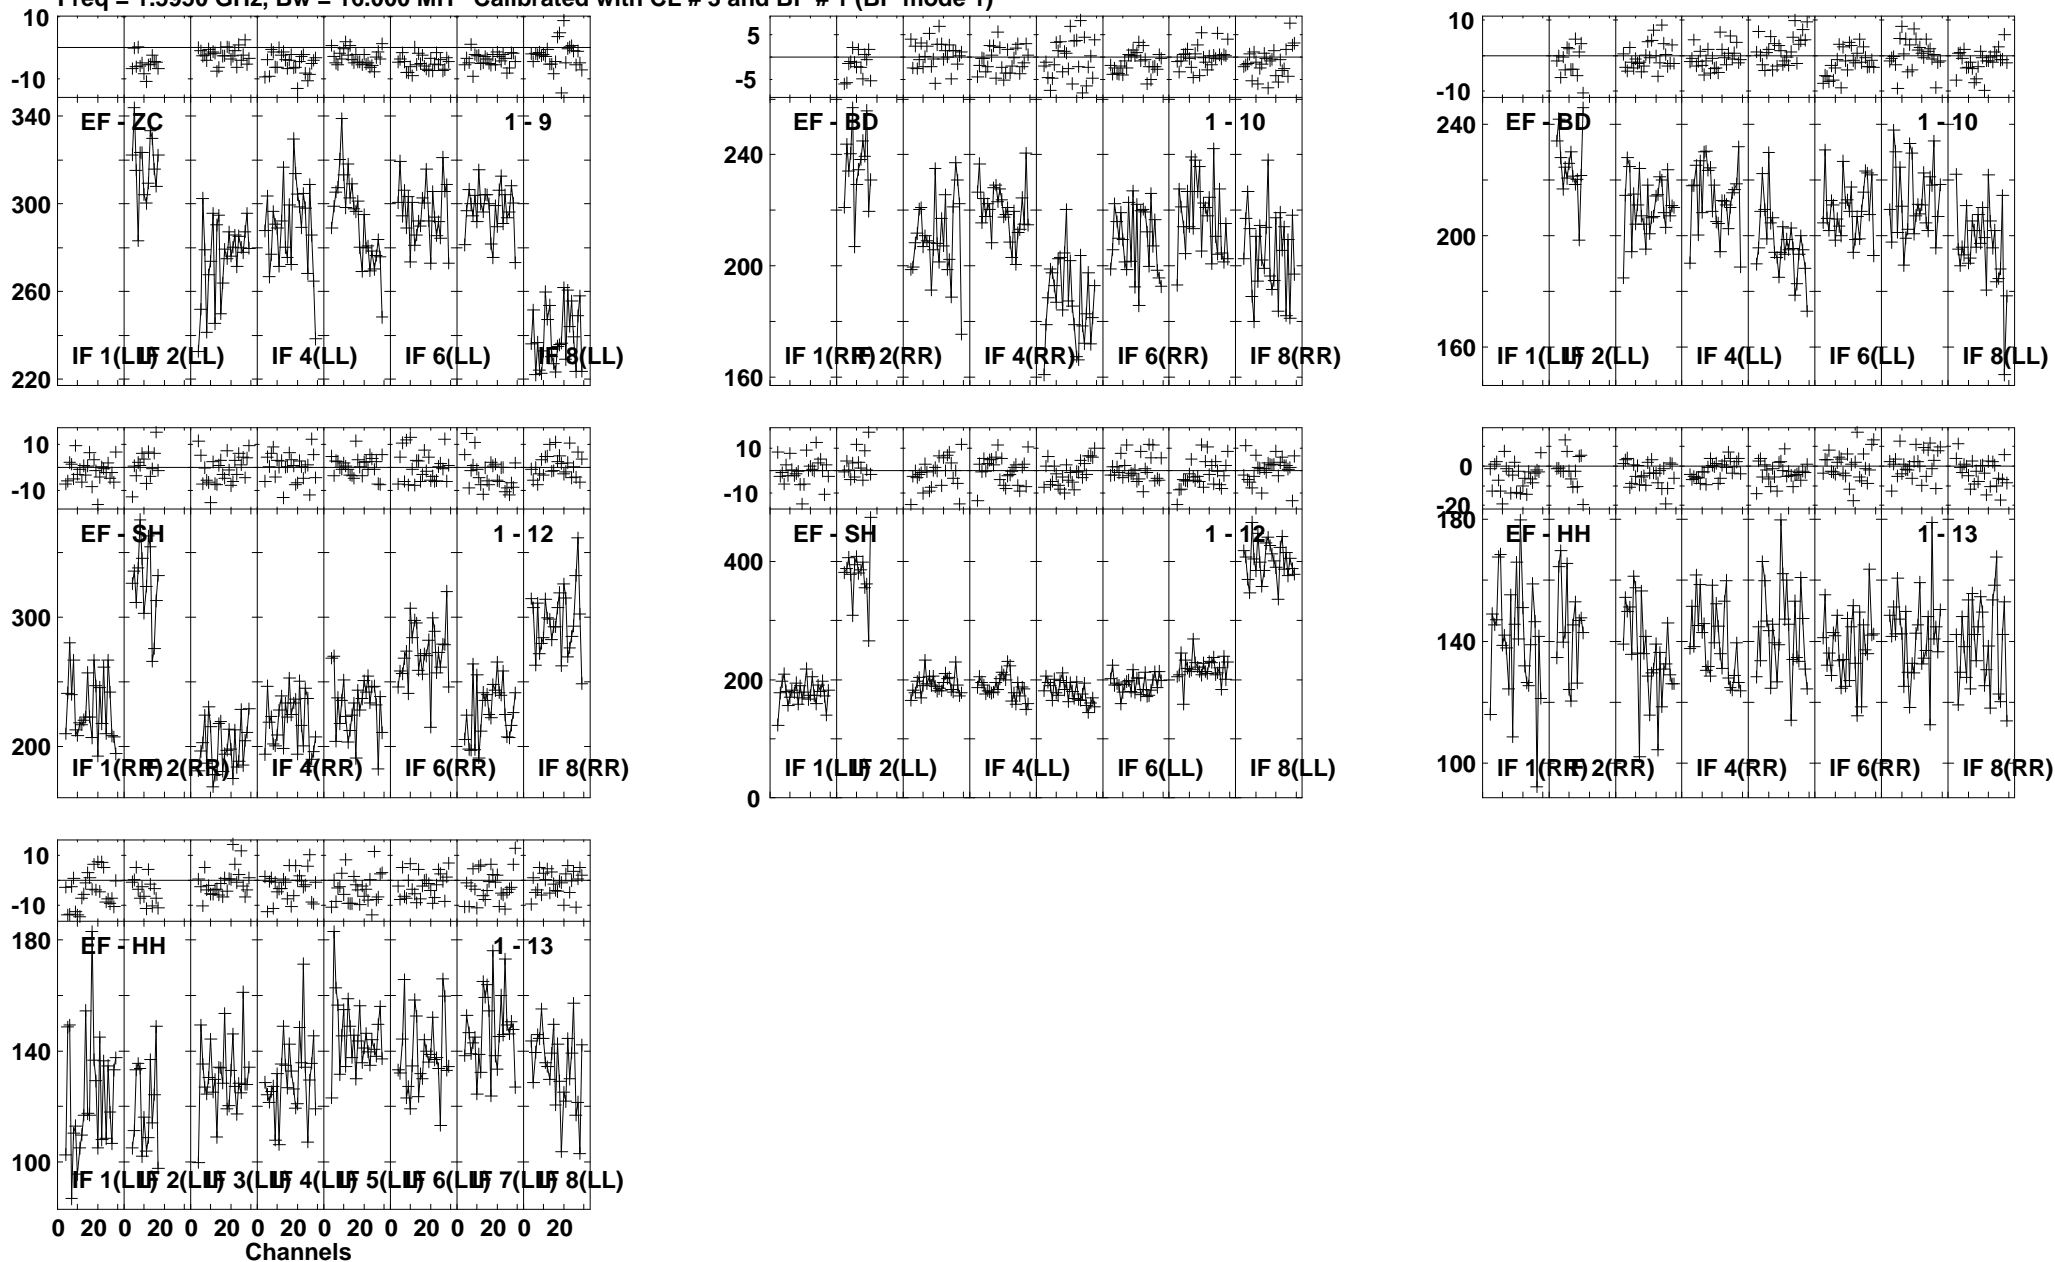 Freq = 1.5950 GHz, Bw = 16.000 MH Calibrated with CL # 3 and BP # 1 (BP mode 1)
10
-10
340
300
260
220
EF - ZC 1 - 9
IF 1(LL) IF 2(LL) IF 4(LL) IF 6(LL) IF 8(LL)
5
-5
240
200
160
EF - BD 1 - 10
IF 1(RR) IF 2(RR) IF 4(RR) IF 6(RR) IF 8(RR)
10
-10
240
200
160
EF - BD 1 - 10
IF 1(LL) IF 2(LL) IF 4(LL) IF 6(LL) IF 8(LL)
10
-10
300
200
EF - SH 1 - 12
IF 1(RR) IF 2(RR) IF 4(RR) IF 6(RR) IF 8(RR)
10
-10
400
200
0
EF - SH 1 - 12
IF 1(LL) IF 2(LL) IF 4(LL) IF 6(LL) IF 8(LL)
0
-20
180
140
100
EF - HH 1 - 13
IF 1(RR) IF 2(RR) IF 4(RR) IF 6(RR) IF 8(RR)
10
-10
180
140
100
EF - HH 1 - 13
IF 1(LL) IF 2(LL) IF 3(LL) IF 4(LL) IF 5(LL) IF 6(LL) IF 7(LL) IF 8(LL)
0 20 0 20 0 20 0 20 0 20 0 20 0 20 0 20
Channels